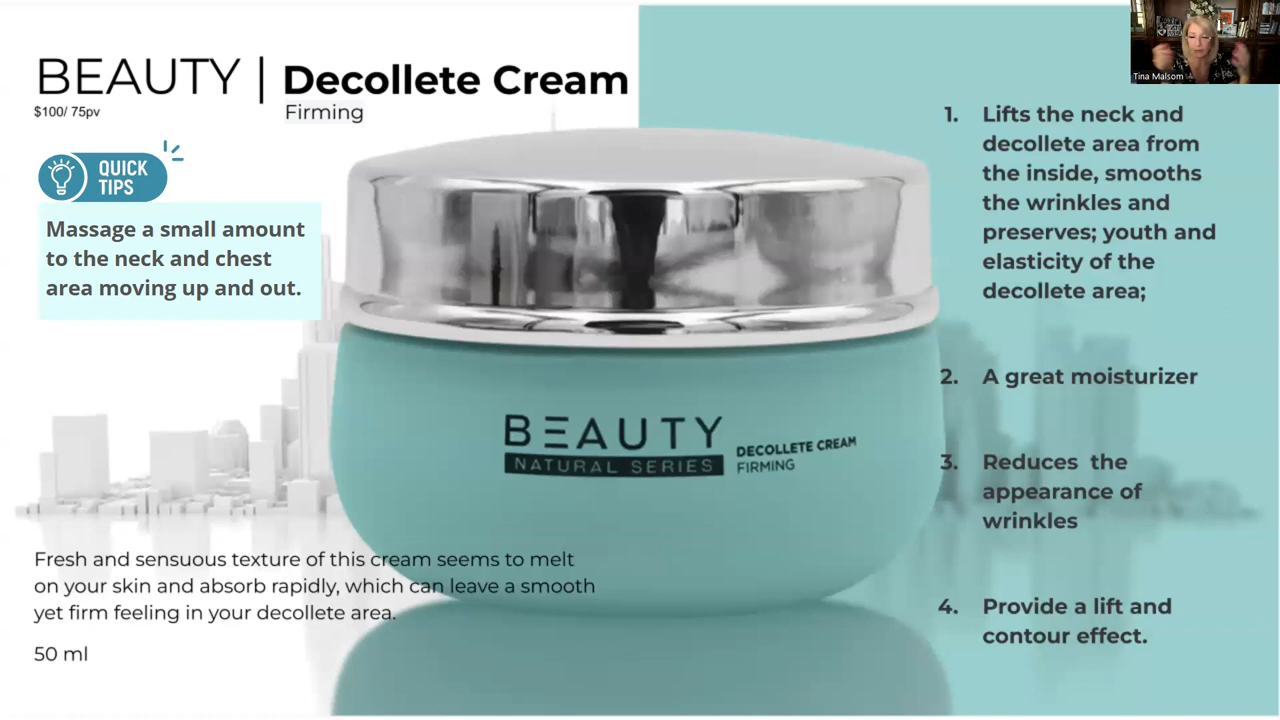 BEAUTY | Decollete Cream
$100/ 75pv
Firming
QUICK
TIPS
Massage a small amount
to the neck and chest
area moving up and out.
BEAUTY
NATURAL SERIES
DECOLLETE CREAM
FIRMING
Fresh and sensuous texture of this cream seems to melt
on your skin and absorb rapidly, which can leave a smooth
yet firm feeling in your decollete area.
50 ml
Tina Malsom
1. Lifts the neck and
decollete area from
the inside, smooths
the wrinkles and
preserves; youth and
elasticity of the
decollete area;
2. A great moisturizer
3. Reduces the
appearance of
wrinkles
4. Provide a lift and
contour effect.